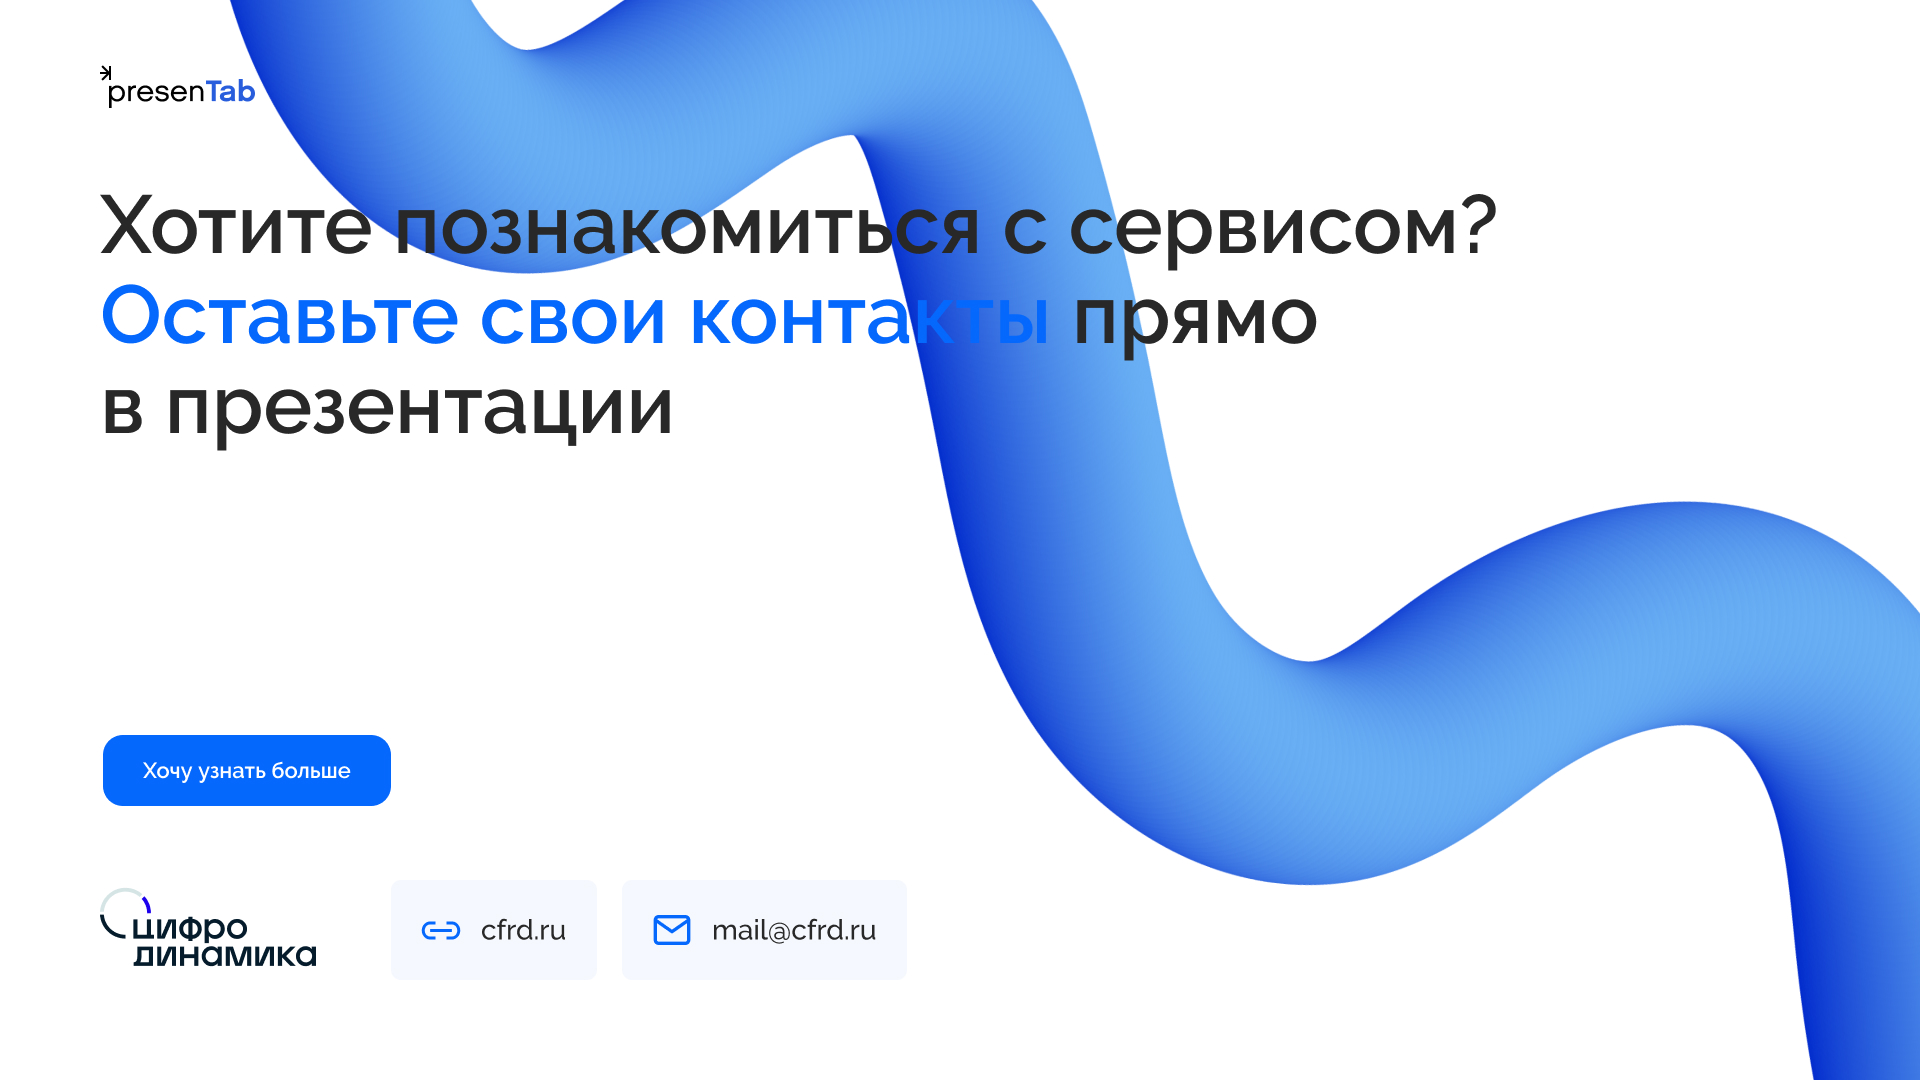 presenTab
Хотите познакомиться с сервисом?
Оставьте свои контакты прямо
в презентации
Хочу узнать больше
цифро
динамика
cfrd.ru
mail@cfrd.ru